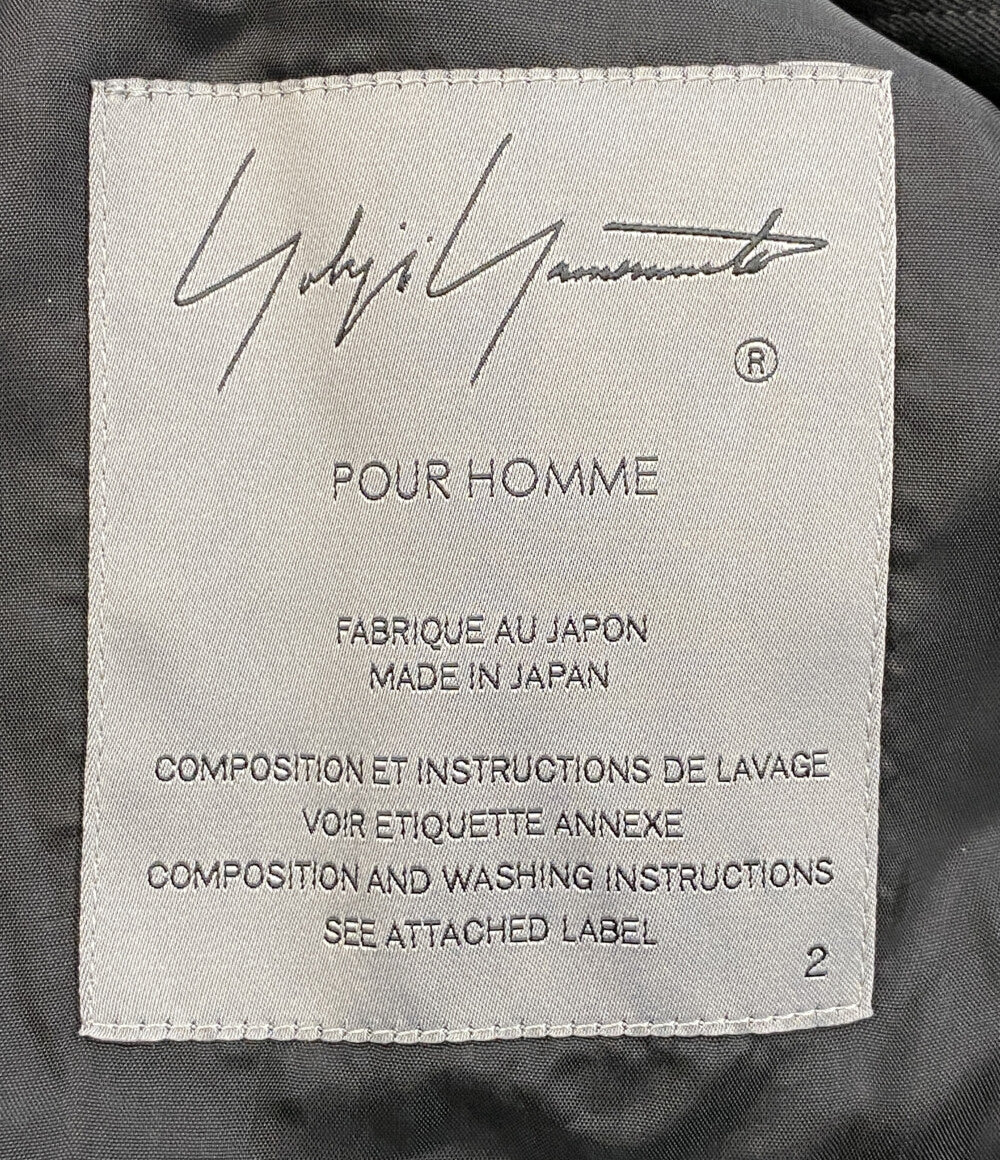 Yohji Yamamoto
®
POUR HOMME
FABRIQUE AU JAPON
MADE IN JAPAN
COMPOSITION ET INSTRUCTIONS DE LAVAGE
VOIR ETIQUETTE ANNEXE
COMPOSITION AND WASHING INSTRUCTIONS
SEE ATTACHED LABEL
2